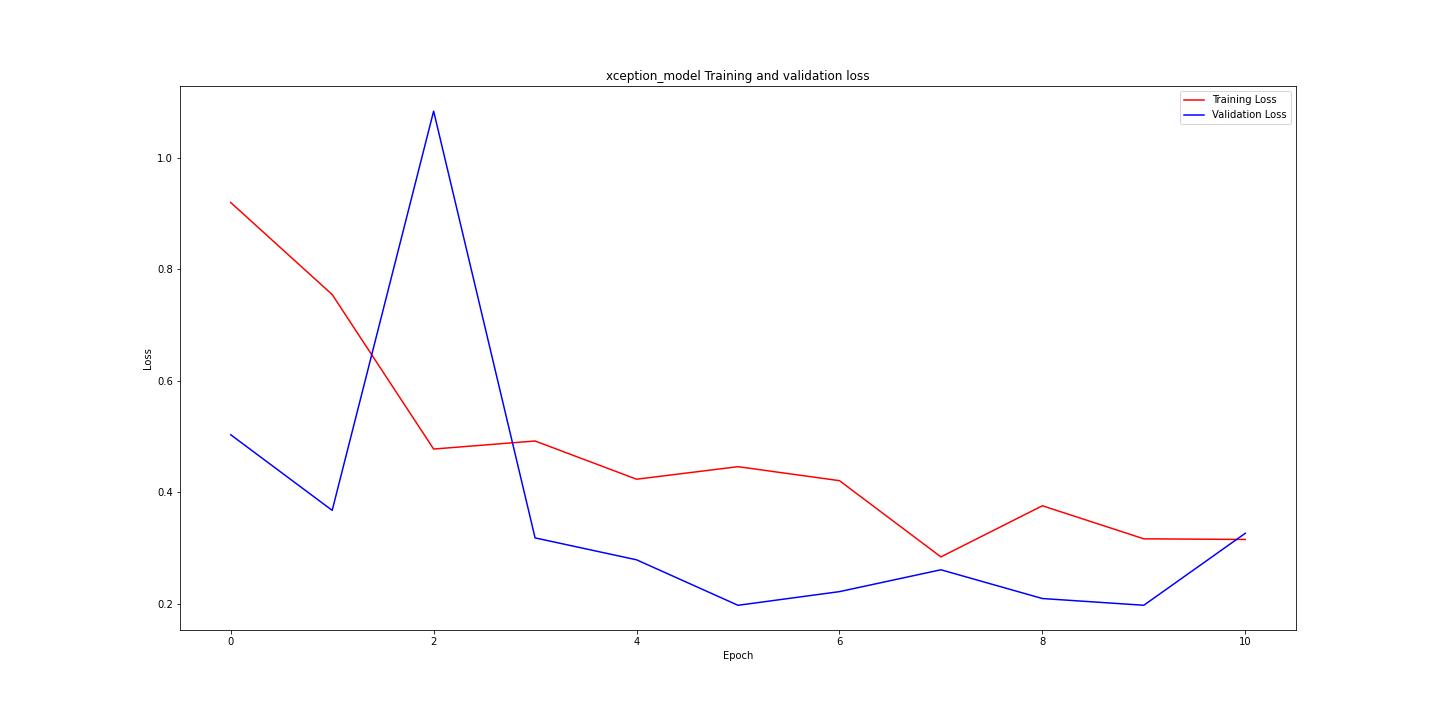 xception_model Training and validation loss
Training Loss
Validation Loss
1.0
0.8
0.6
0.4
0.2
Loss
0 2 4 6 8 10
Epoch